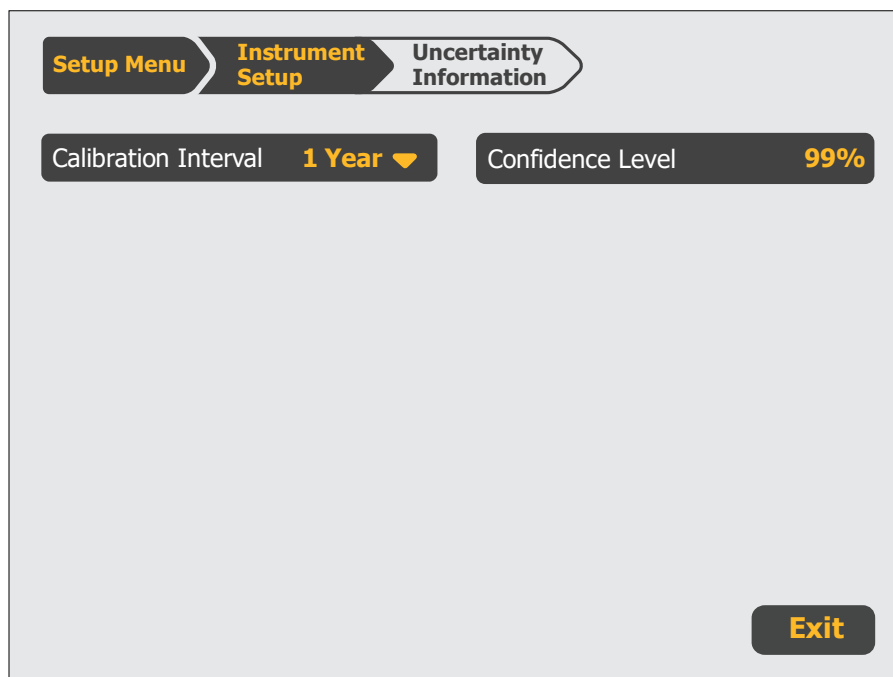 Setup Menu
Instrument
Setup
Uncertainty
Information
Calibration Interval 1 Year
Confidence Level 99%
Exit